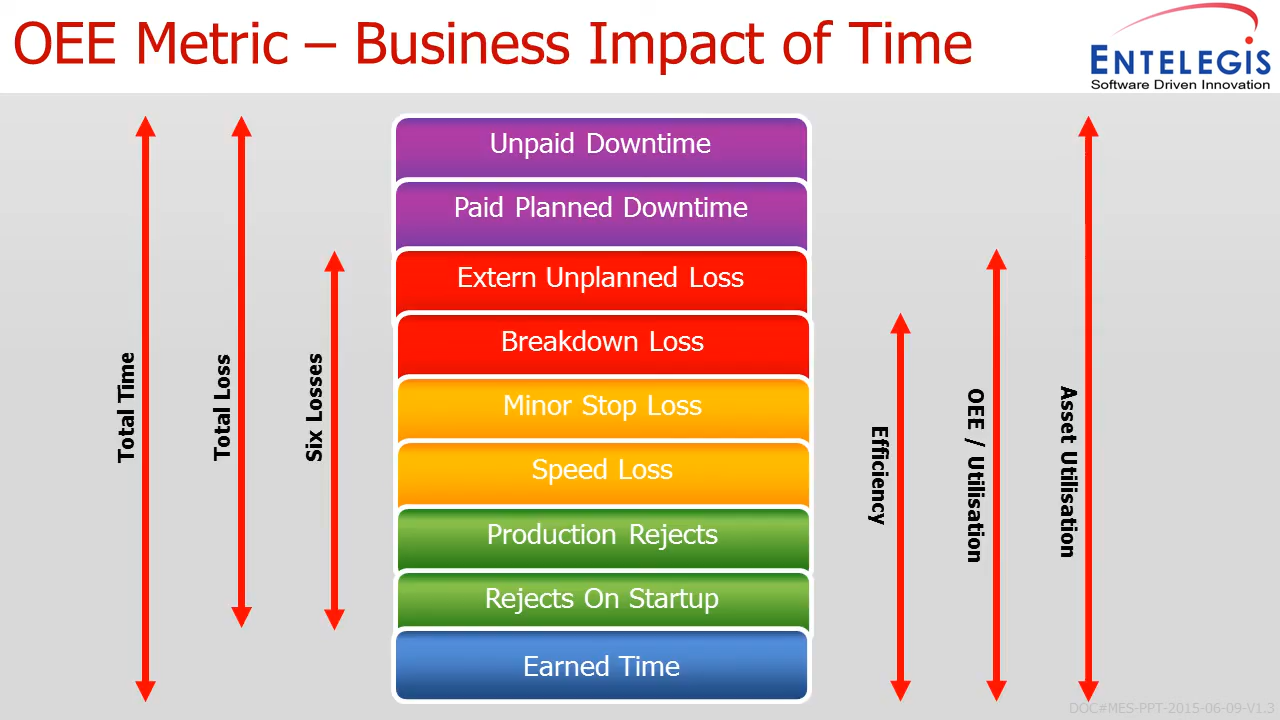 OEE Metric – Business Impact of Time
ENTELEGIS
Software Driven Innovation
Total Time
Total Loss
Six Losses
Unpaid Downtime
Paid Planned Downtime
Extern Unplanned Loss
Breakdown Loss
Minor Stop Loss
Speed Loss
Production Rejects
Rejects On Startup
Earned Time
Efficiency
OEE / Utilisation
Asset Utilisation
DOC#MES-PPT-2015-06-09-V1.3